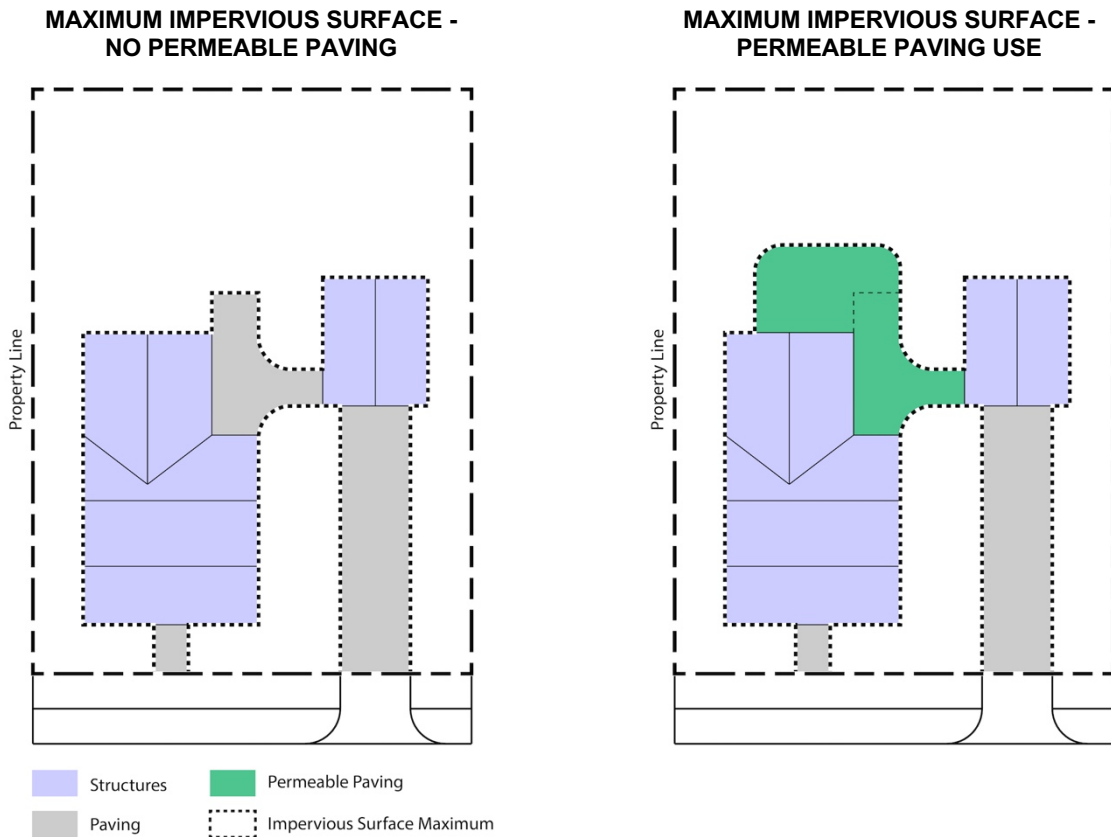 MAXIMUM IMPERVIOUS SURFACE -
NO PERMEABLE PAVING
MAXIMUM IMPERVIOUS SURFACE -
PERMEABLE PAVING USE
Property Line
Property Line
Structures
Permeable Paving
Paving
Impervious Surface Maximum